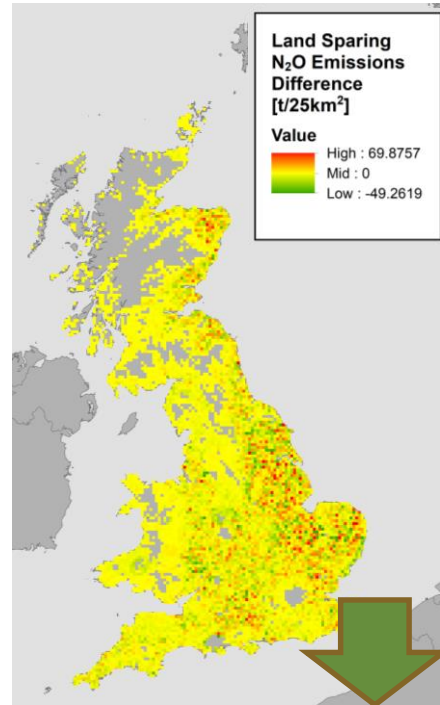 Land Sparing
N₂O Emissions
Difference
[t/25km²]
Value
High : 69.8757
Mid : 0
Low : -49.2619